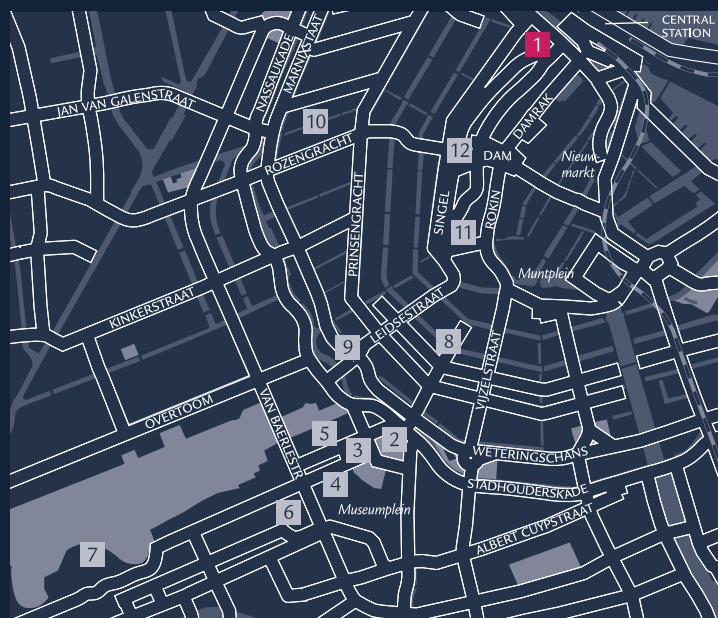 CENTRAL
STATION
1
NASSAUKADE
MARNIXSTAAT
JAN VAN GALENSTRAAT
10
DAMRAK
ROZENGRACHT
12
DAM
Nieuw-
markt
PRINSENGRACHT
SINGEL
ROKIN
11
Muntplein
KINKERSTRAAT
LEIDSESTRAAT
9
8
VIJZELSTRAAT
OVERTOOM
VAN BAERLESTR.
5
3
2
WETERINGSCHANS
4
STADHOUDERSKADE
6
Museumplein
ALBERT CUYPSTRAAT
7